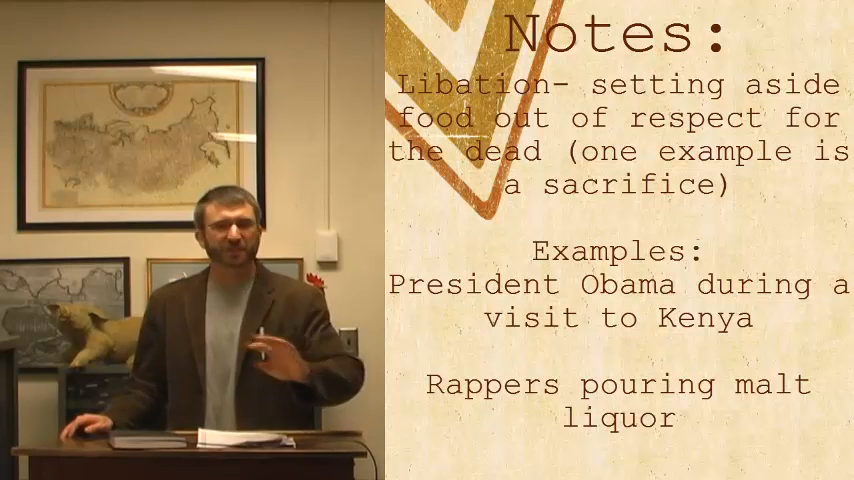 Notes:
Libation- setting aside
food out of respect for
the dead (one example is
a sacrifice)
Examples:
President Obama during a
visit to Kenya
Rappers pouring malt
liquor